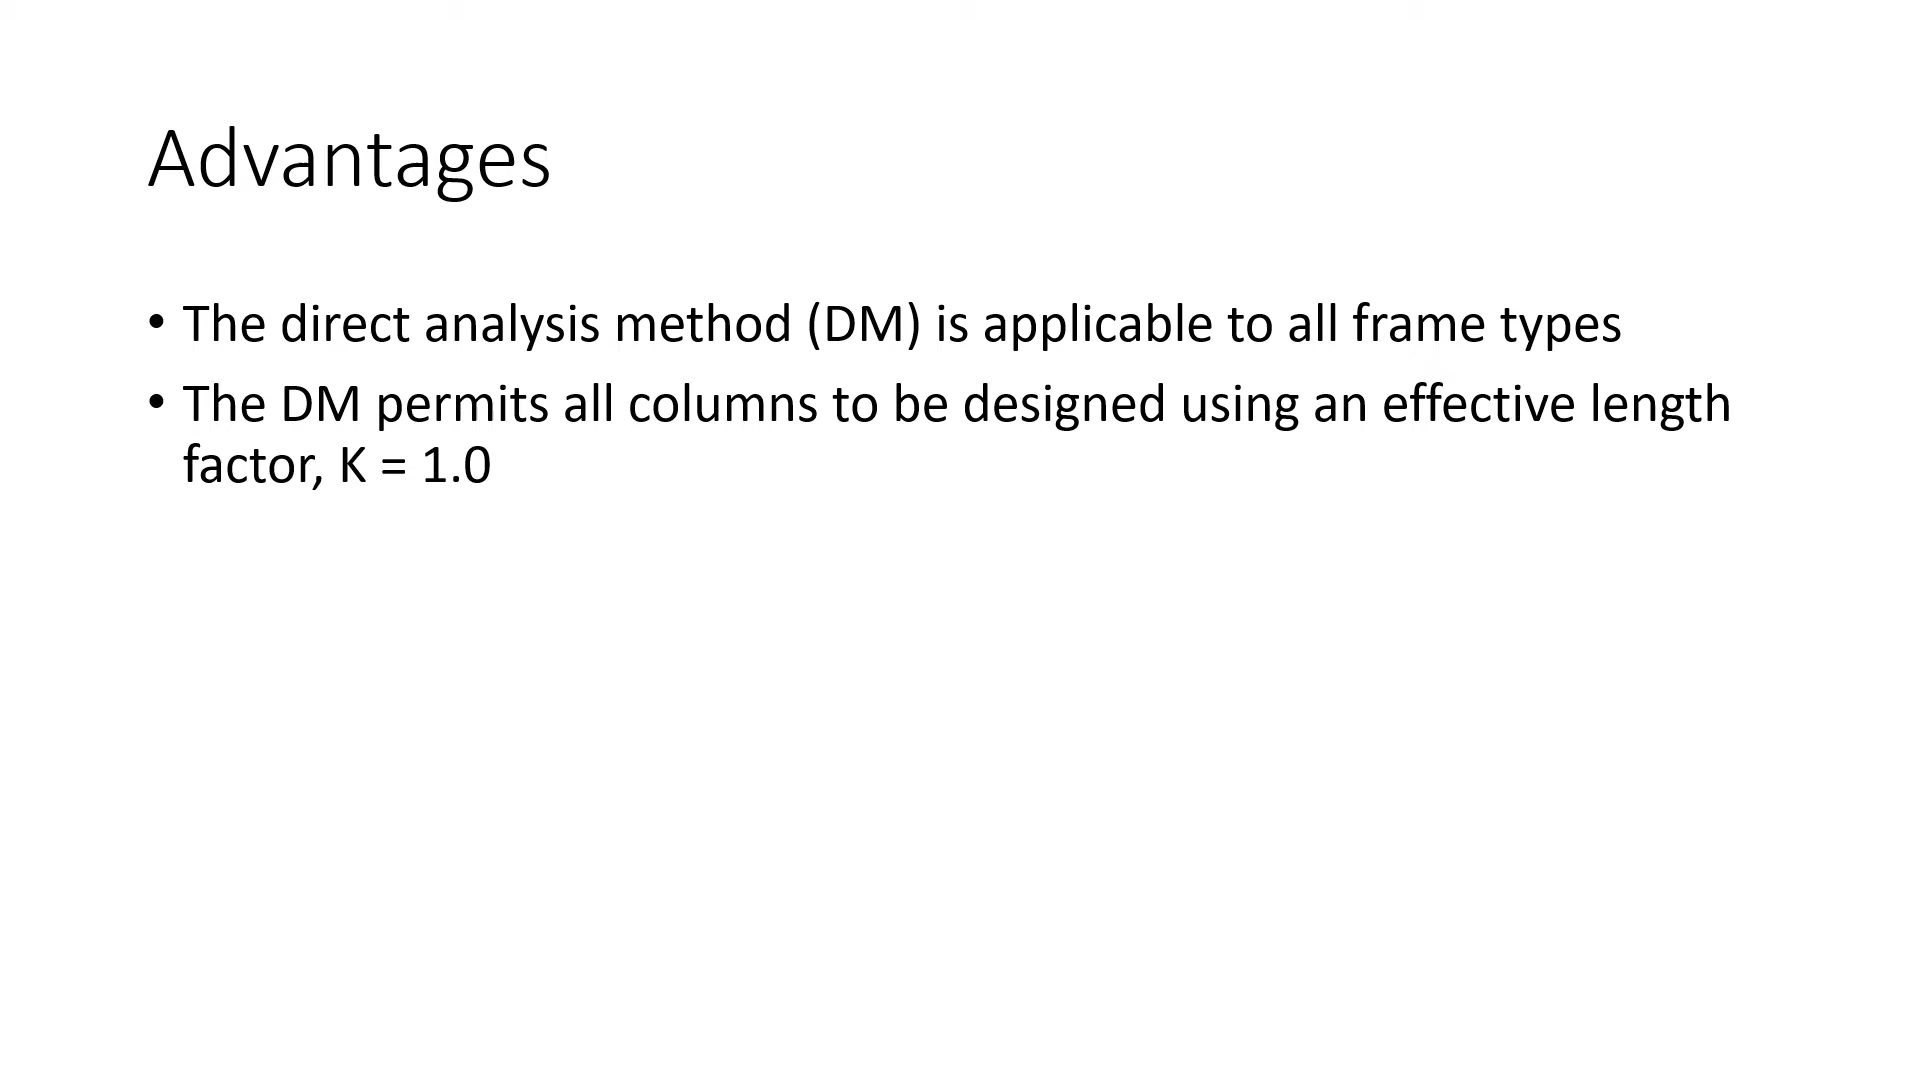 Advantages
• The direct analysis method (DM) is applicable to all frame types
• The DM permits all columns to be designed using an effective length
factor, K = 1.0